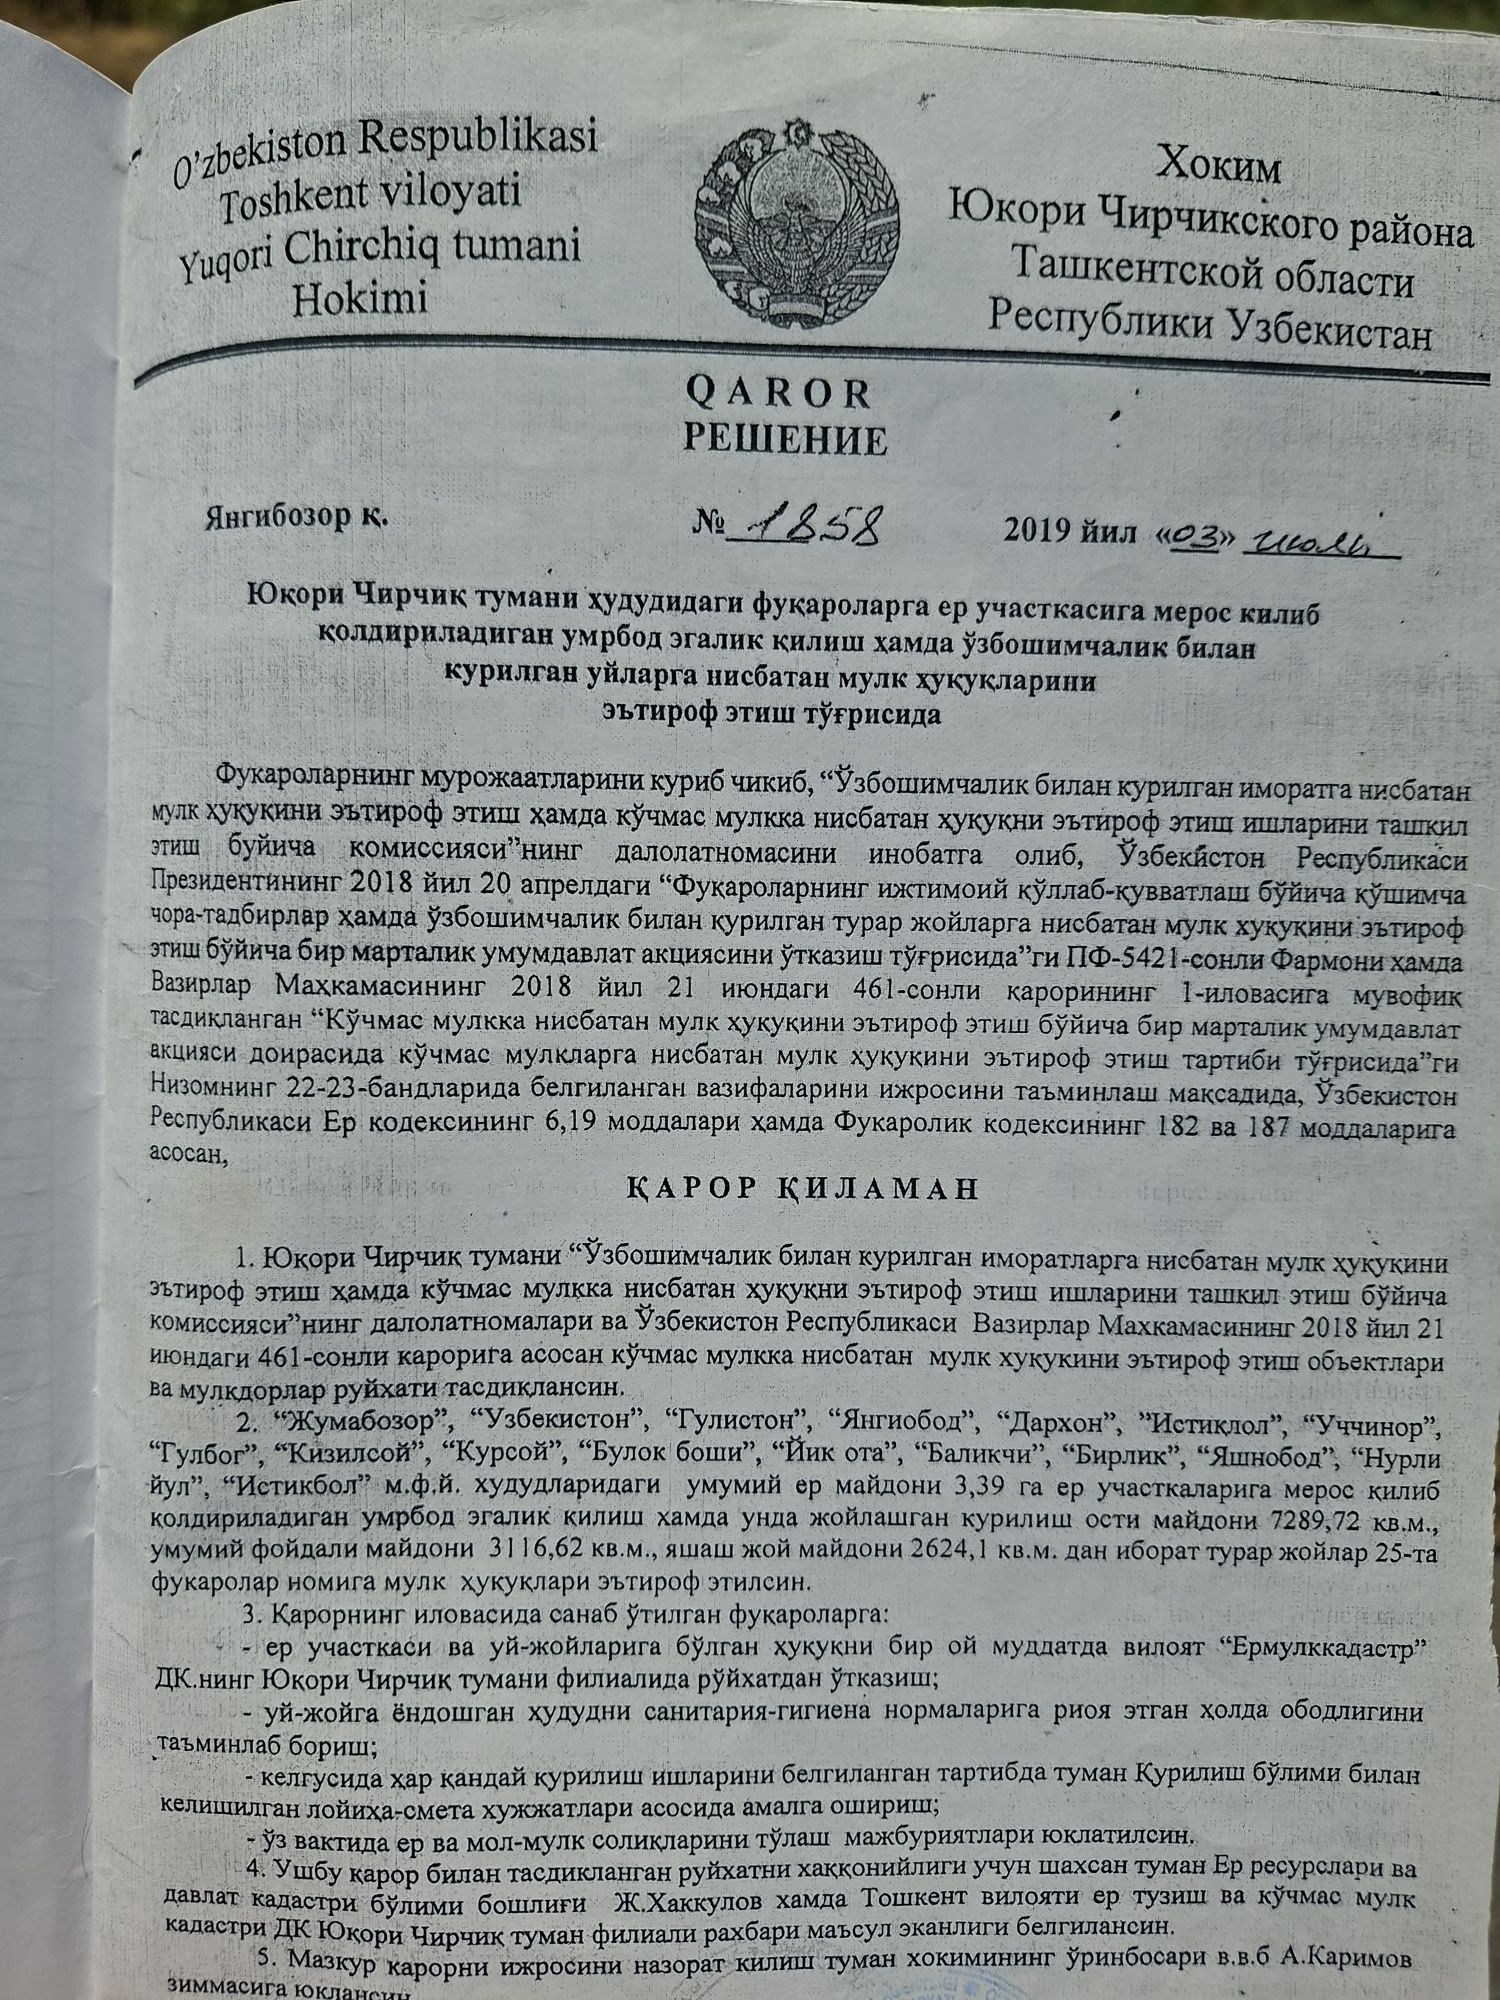 O'zbekiston Respublikasi
Toshkent viloyati
Yuqori Chirchiq tumani
Hokimi
Хоким
Юкори Чирчикского района
Ташкентской области
Республики Узбекистан
QAROR
РЕШЕНИЕ
Янгибозор қ. № 1858 2019 йил «03» июль
Юқори Чирчиқ тумани ҳудудидаги фуқароларга ер участкасига мерос килиб
қолдириладиган умрбод эгалик қилиш ҳамда ўзбошимчалик билан
курилган уйларга нисбатан мулк ҳуқуқларини
эътироф этиш тўғрисида
Фукароларнинг мурожаатларини куриб чикиб, “Ўзбошимчалик билан қурилган иморатга нисбатан
мулк ҳуқуқини эътироф этиш ҳамда кўчмас мулкка нисбатан ҳуқуқни эътироф этиш ишларини ташкил
этиш буйича комиссияси”нинг далолатномасини инобатга олиб, Ўзбекистон Республикаси
Президентининг 2018 йил 20 апрелдаги “Фуқароларнинг ижтимоий қўллаб-қувватлаш бўйича қўшимча
чора-тадбирлар ҳамда ўзбошимчалик билан қурилган турар жойларга нисбатан мулк хуқуқини эътироф
этиш бўйича бир марталик умумдавлат акциясини ўтказиш тўғрисида”ги ПФ-5421-сонли Фармони ҳамда
Вазирлар Маҳкамасининг 2018 йил 21 июндаги 461-сонли қарорининг 1-иловасига мувофиқ
тасдиқланган “Кўчмас мулкка нисбатан мулк ҳуқуқини эътироф этиш бўйича бир марталик умумдавлат
акцияси доирасида кўчмас мулкларга нисбатан мулк ҳуқуқини эътироф этиш тартиби тўғрисида”ги
Низомнинг 22-23-бандларида белгиланган вазифаларини ижросини таъминлаш мақсадида, Ўзбекистон
Республикаси Ер кодексининг 6,19 моддалари ҳамда Фукаролик кодексининг 182 ва 187 моддаларига
асосан,
ҚАРОР ҚИЛАМАН
1. Юқори Чирчиқ тумани “Ўзбошимчалик билан курилган иморатларга нисбатан мулк ҳуқуқини
эътироф этиш ҳамда кўчмас мулкка нисбатан ҳуқуқни эътироф этиш ишларини ташкил этиш бўйича
комиссияси”нинг далолатномалари ва Ўзбекистон Республикаси Вазирлар Махкамасининг 2018 йил 21
июндаги 461-сонли карорига асосан кўчмас мулкка нисбатан мулк хуқукини эътироф этиш объектлари
ва мулкдорлар руйхати тасдиқлансин.
2. “Жумабозор”, “Узбекистон”, “Гулистон”, “Янгиобод”, “Дархон”, ”Истиқлол”, “Уччинор”,
“Гулбог”, “Кизилсой”, “Курсой”, “Булок боши”, “Йик ота”, “Баликчи”, “Бирлик”, “Яшнобод”, “Нурли
йул”, “Истикбол” м.ф.й. худудларидаги умумий ер майдони 3,39 га ер участкаларига мерос қилиб
қолдириладиган умрбод эгалик қилиш хамда унда жойлашган курилиш ости майдони 7289,72 кв.м.,
умумий фойдали майдони 3116,62 кв.м., яшаш жой майдони 2624,1 кв.м. дан иборат турар жойлар 25-та
фукаролар номига мулк ҳуқуқлари эътироф этилсин.
3. Қарорнинг иловасида санаб ўтилган фуқароларга:
- ер участкаси ва уй-жойларига бўлган ҳуқуқни бир ой муддатда вилоят “Ермулккадастр”
ДК.нинг Юқори Чирчиқ тумани филиалида рўйхатдан ўтказиш;
- уй-жойга ёндошган ҳудудни санитария-гигиена нормаларига риоя этган ҳолда ободлигини
таъминлаб бориш;
- келгусида ҳар қандай қурилиш ишларини белгиланган тартибда туман Қурилиш бўлими билан
келишилган лойиҳа-смета хужжатлари асосида амалга ошириш;
- ўз вактида ер ва мол-мулк солиқларини тўлаш мажбуриятлари юклатилсин.
4. Ушбу қарор билан тасдикланган руйхатни хаққонийлиги учун шахсан туман Ер ресурслари ва
давлат кадастри бўлими бошлиғи Ж.Хаккулов хамда Тошкент вилояти ер тузиш ва кўчмас мулк
кадастри ДК Юқори Чирчиқ туман филиали рахбари маъсул эканлиги белгилансин.
5. Мазкур қарорни ижросини назорат килиш туман хокимининг ўринбосари в.в.б А.Каримов
зиммасига юклансин.